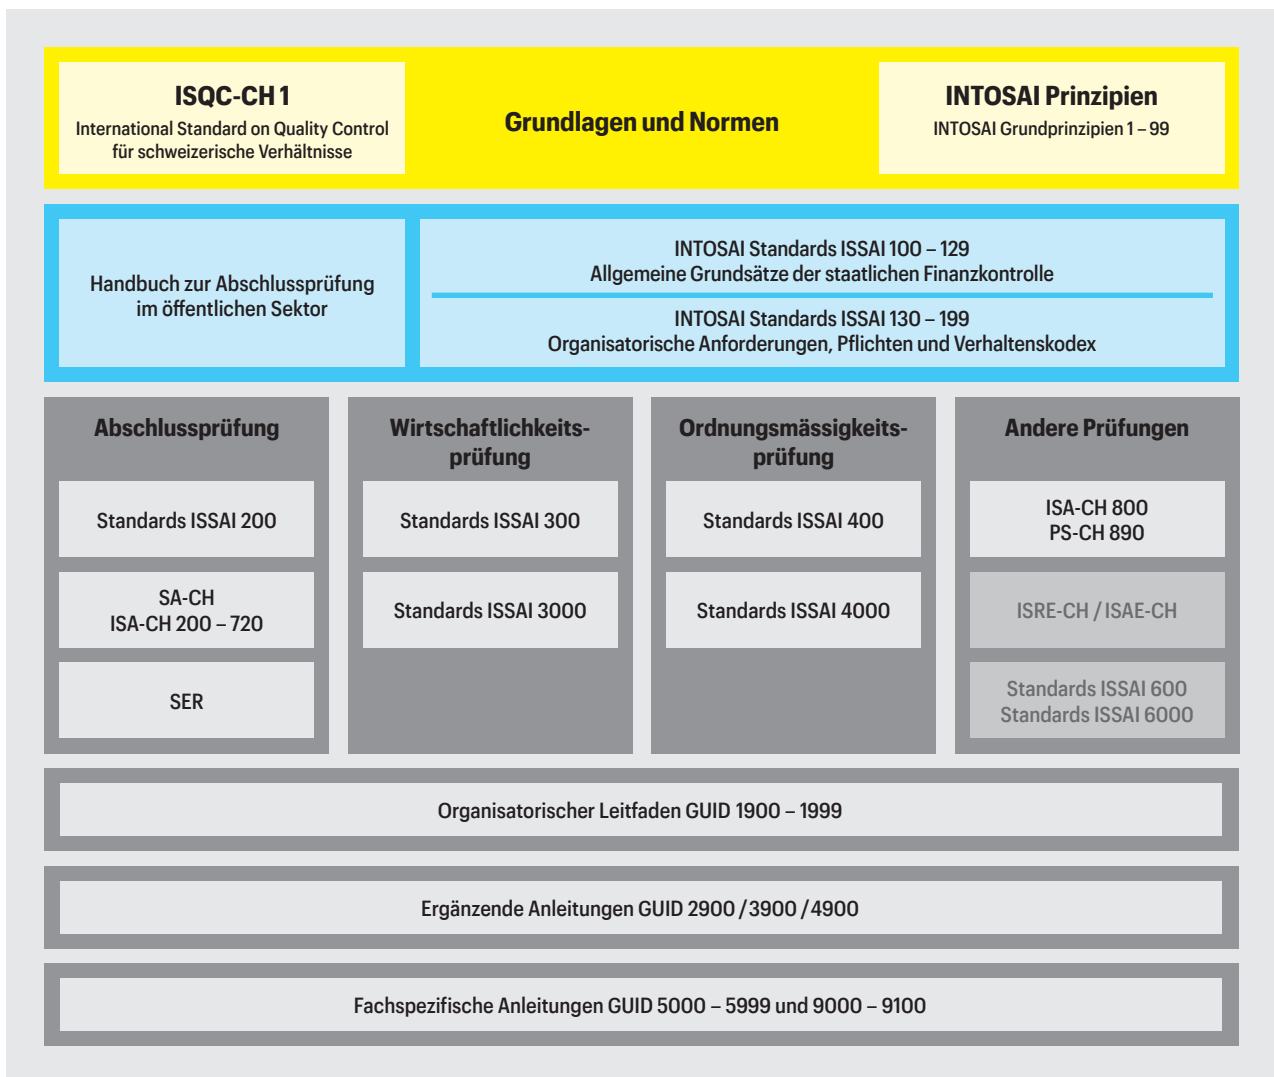 ISQC-CH 1
International Standard on Quality Control
für schweizerische Verhältnisse
Grundlagen und Normen
INTOSAI Prinzipien
INTOSAI Grundprinzipien 1 – 99
Handbuch zur Abschlussprüfung
im öffentlichen Sektor
INTOSAI Standards ISSAI 100 – 129
Allgemeine Grundsätze der staatlichen Finanzkontrolle
INTOSAI Standards ISSAI 130 – 199
Organisatorische Anforderungen, Pflichten und Verhaltenskodex
Abschlussprüfung
Standards ISSAI 200
SA-CH
ISA-CH 200 – 720
SER
Wirtschaftlichkeits-
prüfung
Standards ISSAI 300
Standards ISSAI 3000
Ordnungsmässigkeits-
prüfung
Standards ISSAI 400
Standards ISSAI 4000
Andere Prüfungen
ISA-CH 800
PS-CH 890
ISRE-CH / ISAE-CH
Standards ISSAI 600
Standards ISSAI 6000
Organisatorischer Leitfaden GUID 1900 – 1999
Ergänzende Anleitungen GUID 2900 / 3900 / 4900
Fachspezifische Anleitungen GUID 5000 – 5999 und 9000 – 9100